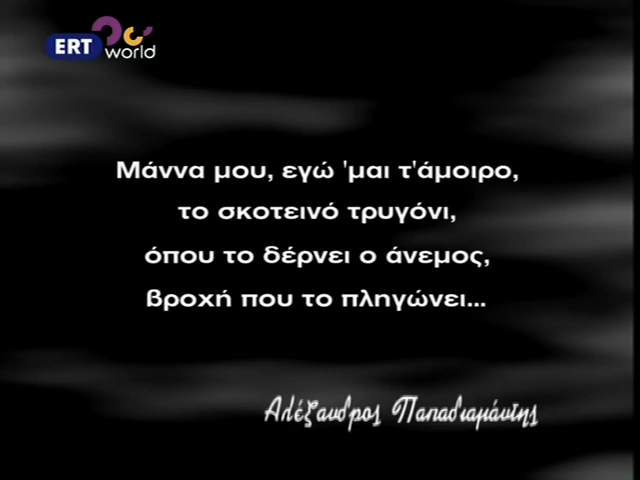 ERT world
Μάννα μου, εγώ 'μαι τ'άμοιρο,
το σκοτεινό τρυγόνι,
όπου το δέρνει ο άνεμος,
βροχή που το πληγώνει...
Αλέξανδρος Παπαδιαμάντης